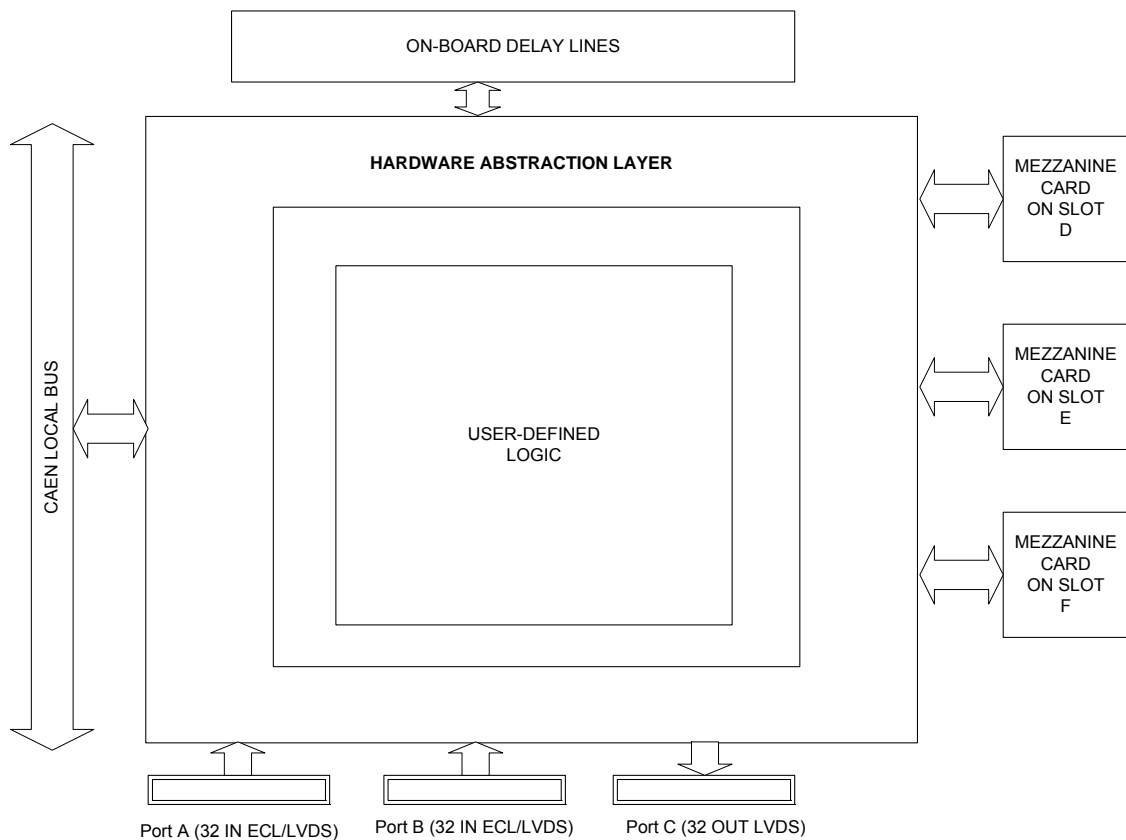 ON-BOARD DELAY LINES
HARDWARE ABSTRACTION LAYER
MEZZANINE
CARD
ON SLOT
D
CAEN LOCAL BUS
USER-DEFINED
LOGIC
MEZZANINE
CARD
ON SLOT
E
MEZZANINE
CARD
ON SLOT
F
Port A (32 IN ECL/LVDS)
Port B (32 IN ECL/LVDS)
Port C (32 OUT LVDS)